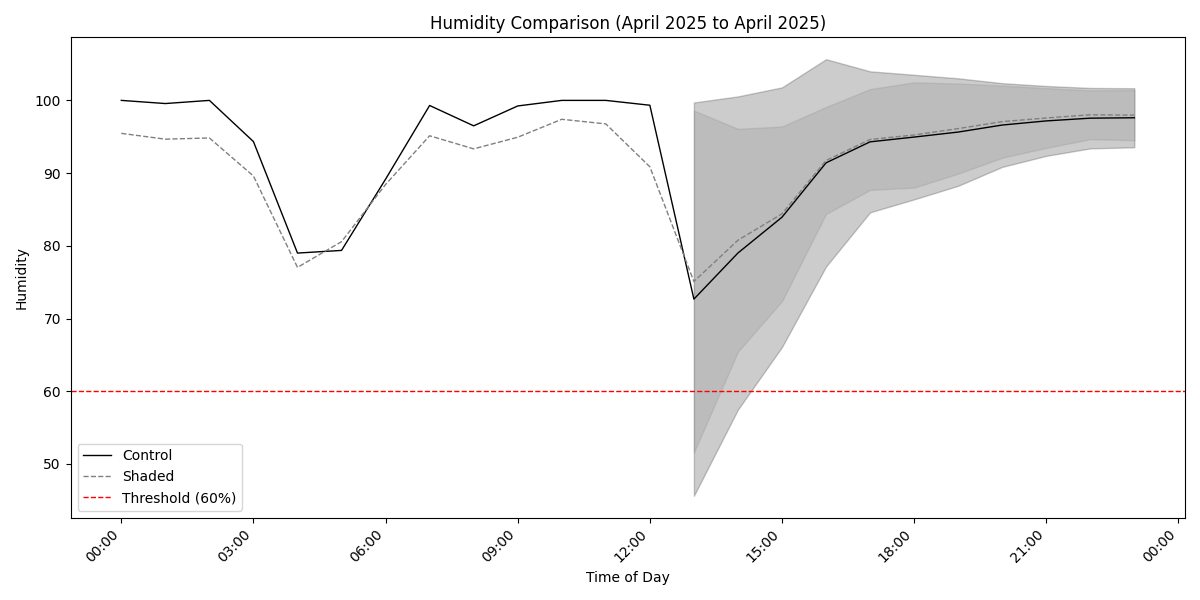 Humidity Comparison (April 2025 to April 2025)
Humidity
100
90
80
70
60
50
Control
Shaded
Threshold (60%)
00:00
03:00
06:00
09:00
12:00
15:00
18:00
21:00
00:00
Time of Day